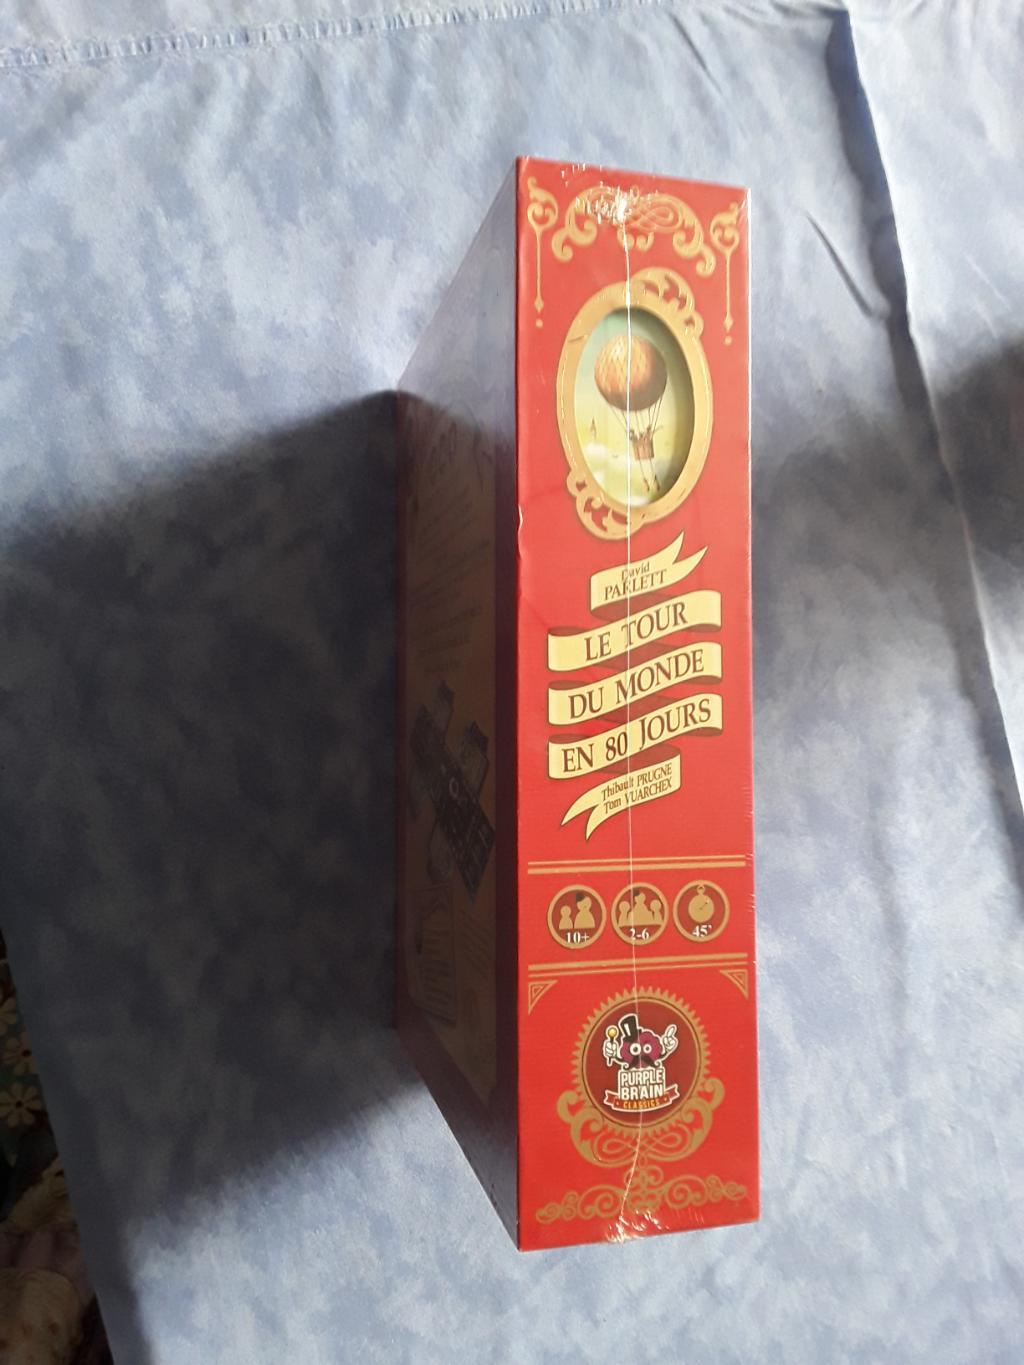 David
PARLETT
LE TOUR
DU MONDE
EN 80 JOURS
Thibault PRUGNE
Tom VUARCHEX
10+
2-6
45'
PURPLE
BRAIN
CLASSICS